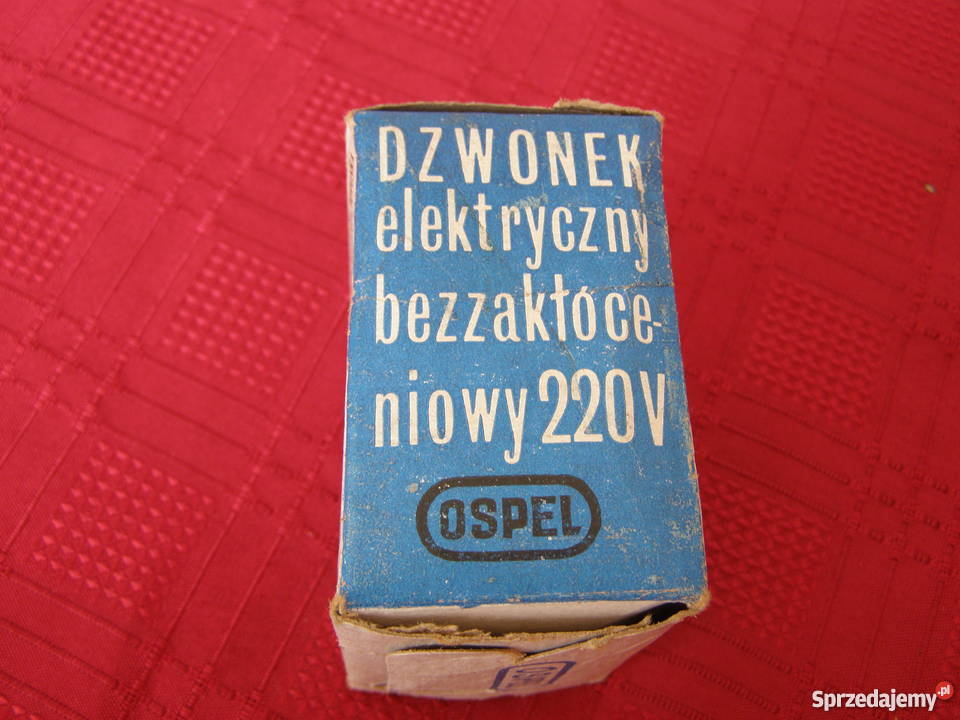 DZWONEK
elektryczny
bezzakłóce-
niowy 220V
OSPEL
Sprzedajemy.pl